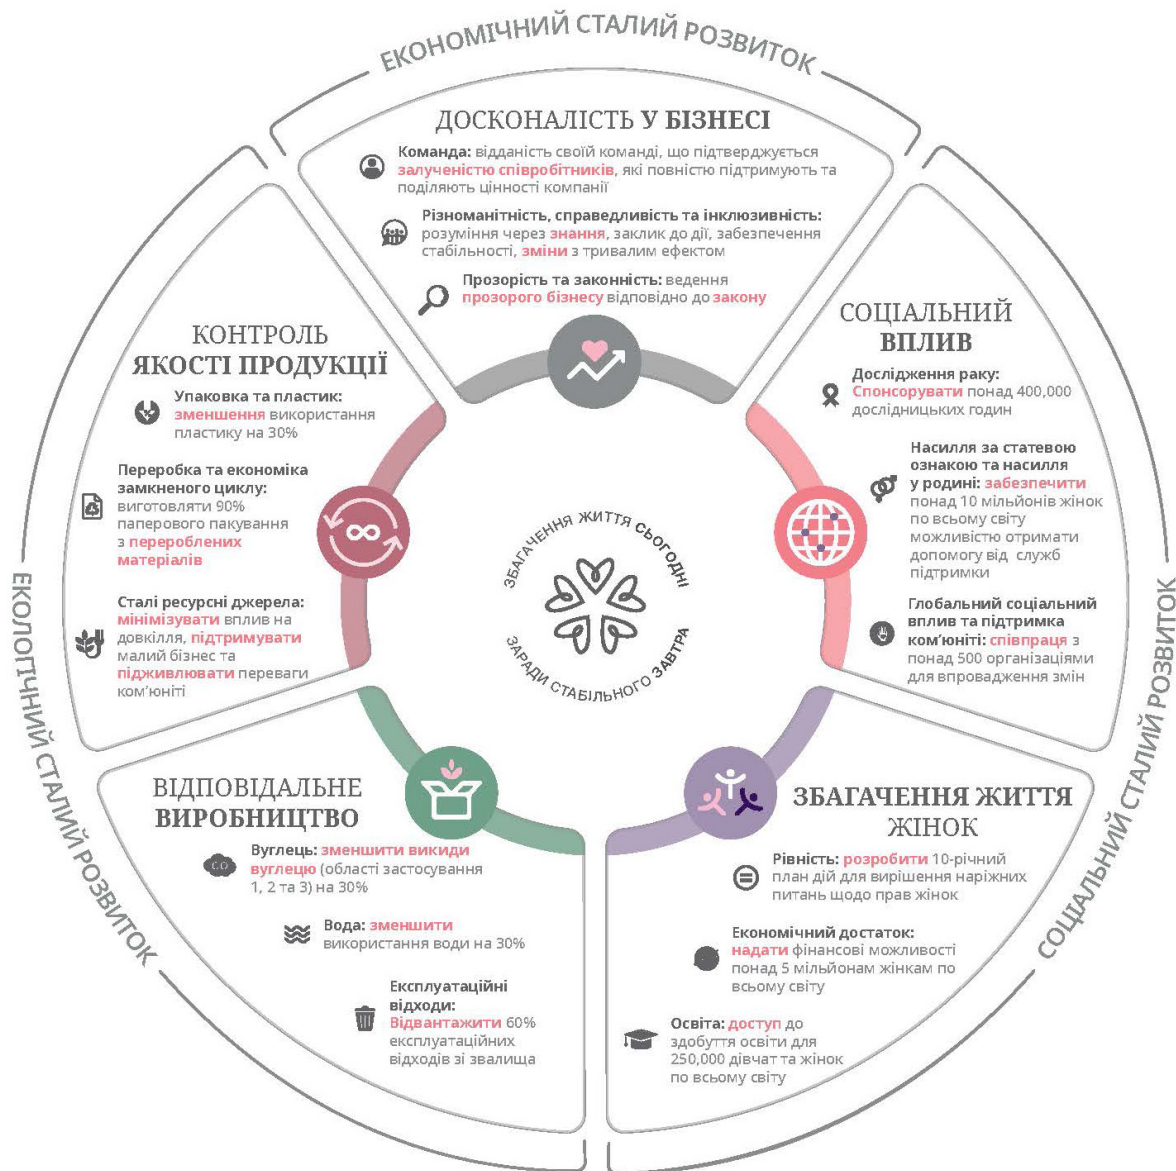 ЕКОНОМІЧНИЙ СТАЛИЙ РОЗВИТОК
ДОСКОНАЛІСТЬ У БІЗНЕСІ
Команда: відданість своїй команді, що підтверджується
залученістю співробітників, які повністю підтримують та
поділяють цінності компанії
Різноманітність, справедливість та інклюзивність:
розуміння через знання, заклик до дії, забезпечення
стабільності, зміни з тривалим ефектом
Прозорість та законність: ведення
прозорого бізнесу відповідно до закону
СОЦІАЛЬНИЙ
ВПЛИВ
Дослідження раку:
Спонсорувати понад 400,000
дослідницьких годин
Насилля за статевою
ознакою та насилля
у родині: забезпечити
понад 10 мільйонів жінок
по всьому світу
можливістю отримати
допомогу від служб
підтримки
Глобальний соціальний
вплив та підтримка
ком'юніті: співпраця з
понад 500 організаціями
для впровадження змін
СОЦІАЛЬНИЙ СТАЛИЙ РОЗВИТОК
ЗБАГАЧЕННЯ ЖИТТЯ
ЖІНОК
Рівність: розробити 10-річний
план дій для вирішення наріжних
питань щодо прав жінок
Економічний достаток:
надати фінансові можливості
понад 5 мільйонам жінкам по
всьому світу
Освіта: доступ до
здобуття освіти для
250,000 дівчат та жінок
по всьому світу
ВІДПОВІДАЛЬНЕ
ВИРОБНИЦТВО
Вуглець: зменшити викиди
вуглецю (області застосування
1, 2 та 3) на 30%
CO
Вода: зменшити
використання води на 30%
Експлуатаційні
відходи:
Відвантажити 60%
експлуатаційних
відходів зі звалища
ЕКОЛОГІЧНИЙ СТАЛИЙ РОЗВИТОК
КОНТРОЛЬ
ЯКОСТІ ПРОДУКЦІЇ
Упаковка та пластик:
зменшення використання
пластику на 30%
Переробка та економіка
замкненого циклу:
виготовляти 90%
паперового пакування
з перероблених
матеріалів
Сталі ресурсні джерела:
мінімізувати вплив на
довкілля, підтримувати
малий бізнес та
підживлювати переваги
ком'юніті
ЗБАГАЧЕННЯ ЖИТТЯ СЬОГОДНІ
ЗАРАДИ СТАБІЛЬНОГО ЗАВТРА